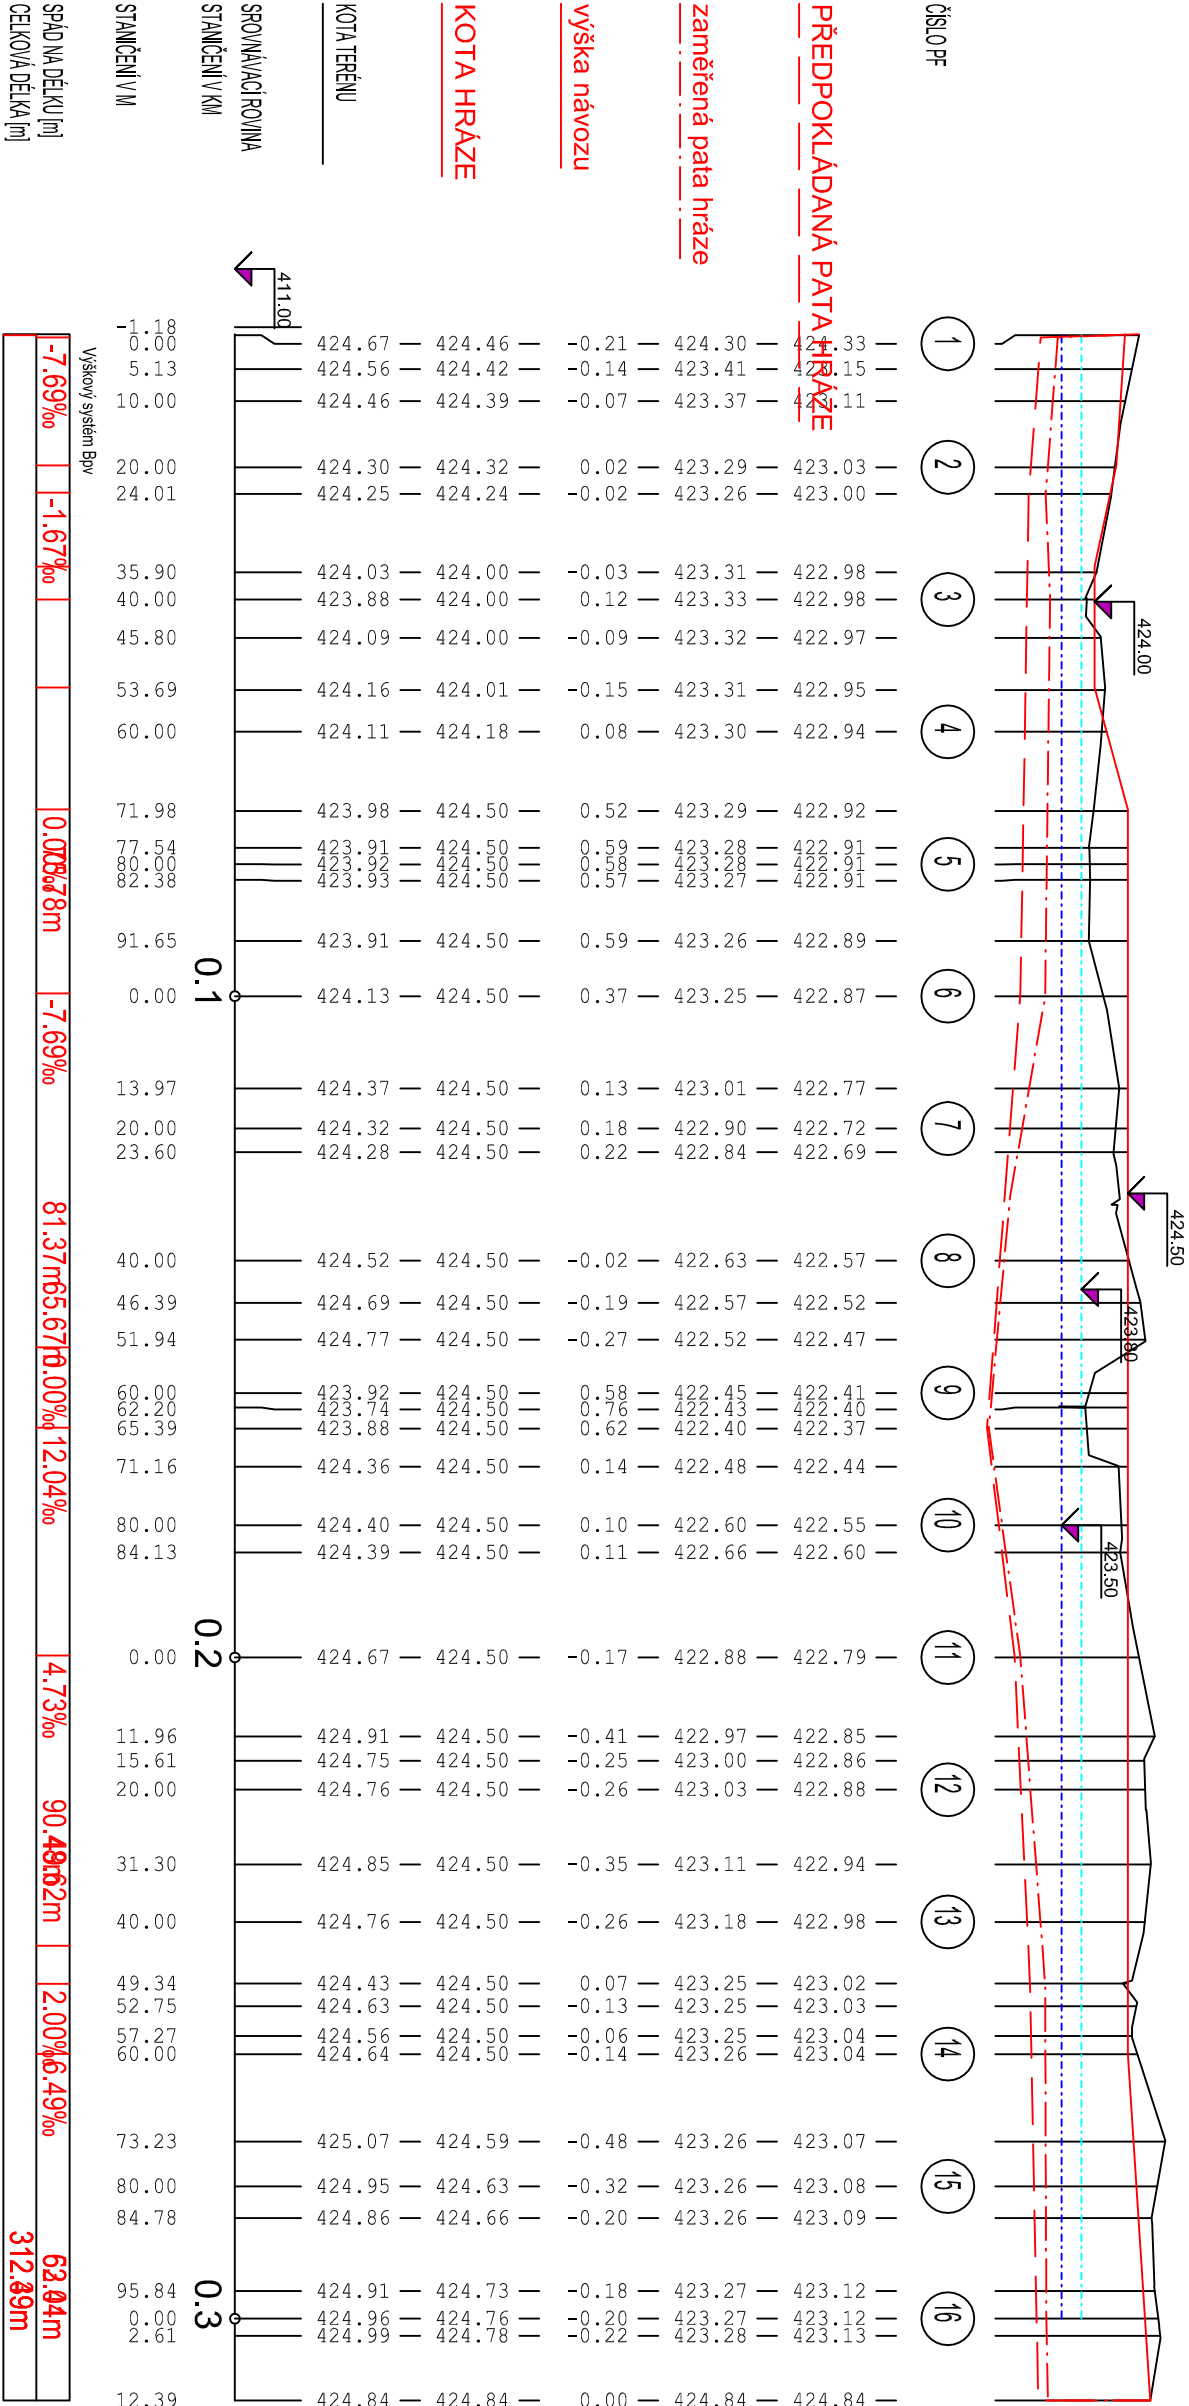 ČÍSLO PF
1 2 3 4 5 6 7 8 9 10 11 12 13 14 15 16
424.00
424.50
423.80
423.50
PŘEDPOKLÁDANÁ PATA HRÁZE
424.33 423.15 423.11 423.03 423.00 422.98 422.98 422.97 422.95 422.94 422.92 422.91 422.91 422.91 422.89 422.87 422.77 422.72 422.69 422.57 422.52 422.47 422.41 422.40 422.37 422.44 422.55 422.60 422.79 422.85 422.86 422.88 422.94 422.98 423.02 423.03 423.04 423.04 423.07 423.08 423.09 423.12 423.12 423.13 424.84
zaměřená pata hráze
424.30 423.41 423.37 423.29 423.26 423.31 423.33 423.32 423.31 423.30 423.29 423.28 423.28 423.27 423.26 423.25 423.01 422.90 422.84 422.63 422.57 422.52 422.45 422.43 422.40 422.48 422.60 422.66 422.88 422.97 423.00 423.03 423.11 423.18 423.25 423.25 423.25 423.26 423.26 423.26 423.26 423.27 423.27 423.28 424.84
výška návozu
-0.21 -0.14 -0.07 0.02 -0.02 -0.03 0.12 -0.09 -0.15 0.08 0.52 0.59 0.58 0.57 0.59 0.37 0.13 0.18 0.22 -0.02 -0.19 -0.27 0.58 0.76 0.62 0.14 0.10 0.11 -0.17 -0.41 -0.25 -0.26 -0.35 -0.26 0.07 -0.13 -0.06 -0.14 -0.48 -0.32 -0.20 -0.18 -0.20 -0.22 0.00
KOTA HRÁZE
424.46 424.42 424.39 424.32 424.24 424.00 424.00 424.00 424.01 424.18 424.50 424.50 424.50 424.50 424.50 424.50 424.50 424.50 424.50 424.50 424.50 424.50 424.50 424.50 424.50 424.50 424.50 424.50 424.50 424.50 424.50 424.50 424.50 424.50 424.50 424.50 424.50 424.50 424.59 424.63 424.66 424.73 424.76 424.78 424.84
KOTA TERÉNU
424.67 424.56 424.46 424.30 424.25 424.03 423.88 424.09 424.16 424.11 423.98 423.91 423.92 423.93 423.91 424.13 424.37 424.32 424.28 424.52 424.69 424.77 423.92 423.74 423.88 424.36 424.40 424.39 424.67 424.91 424.75 424.76 424.85 424.76 424.43 424.63 424.56 424.64 425.07 424.95 424.86 424.91 424.96 424.99 424.84
SROVNÁVACÍ ROVINA
411.00
STANIČENÍ V KM
0.1 0.2 0.3
STANIČENÍ V M
-1.18 0.00 5.13 10.00 20.00 24.01 35.90 40.00 45.80 53.69 60.00 71.98 77.54 80.00 82.38 91.65 0.00 13.97 20.00 23.60 40.00 46.39 51.94 60.00 62.20 65.39 71.16 80.00 84.13 0.00 11.96 15.61 20.00 31.30 40.00 49.34 52.75 57.27 60.00 73.23 80.00 84.78 95.84 0.00 2.61 12.39
Výškový systém Bpv
SPÁD NA DÉLKU [m]
-7.69‰ -1.67‰ -7.69‰ 81.37m 65.67m 0.00‰ 12.04‰ 4.73‰ 2.00‰ 6.49‰
CELKOVÁ DÉLKA [m]